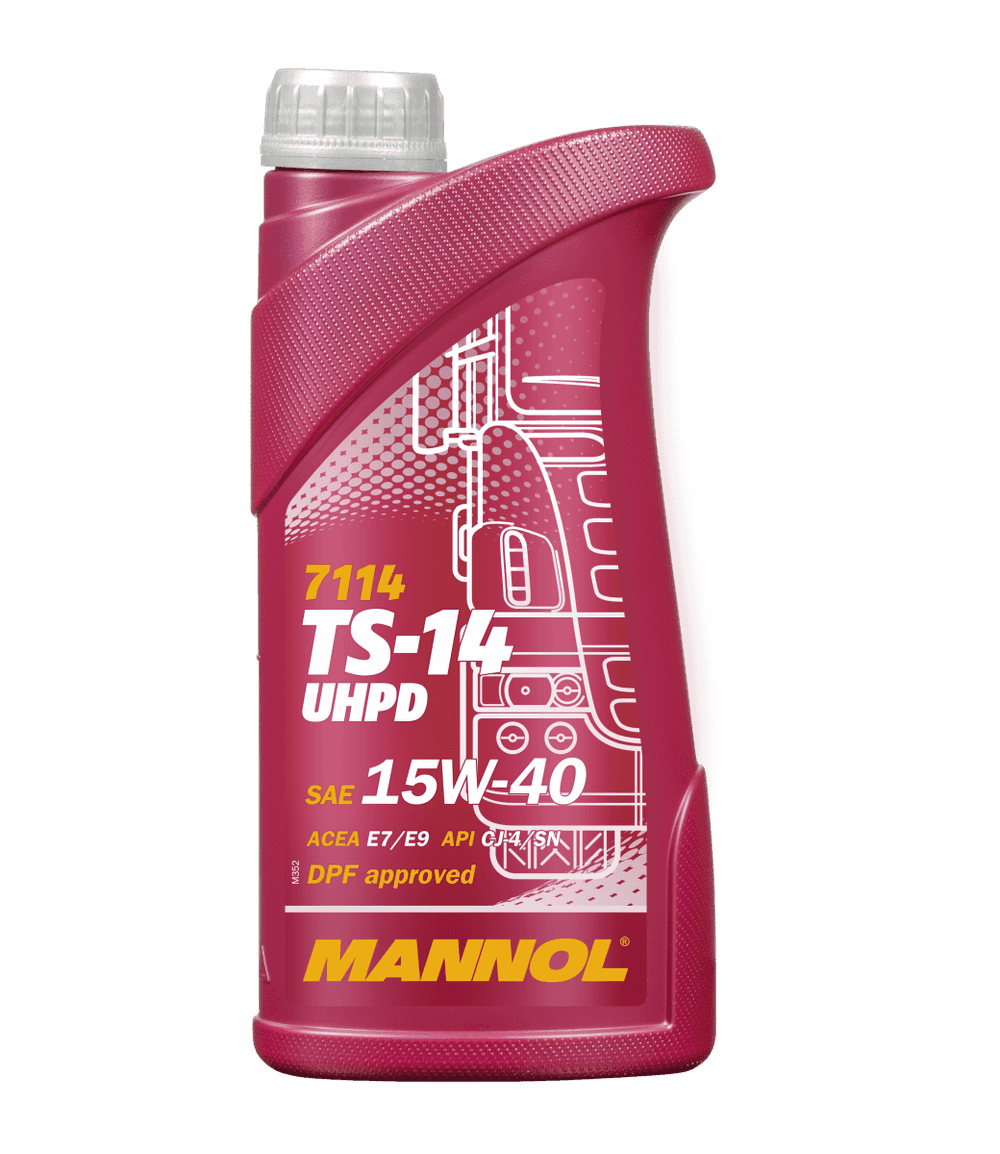 7114
TS-14
UHPD
SAE 15W-40
ACEA E7/E9 API CJ-4/SN
M352
DPF approved
MANNOL®